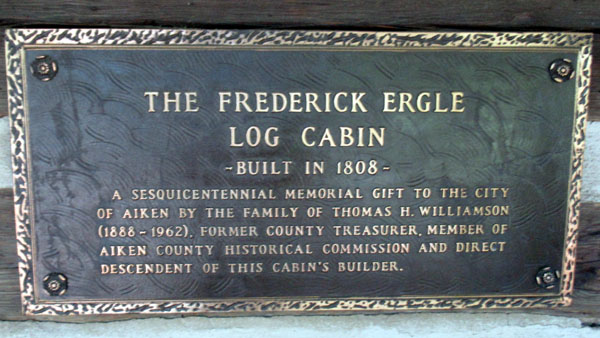 THE FREDERICK ERGLE
LOG CABIN
-BUILT IN 1808-
A SESQUICENTENNIAL MEMORIAL GIFT TO THE CITY
OF AIKEN BY THE FAMILY OF THOMAS H. WILLIAMSON
(1888-1962), FORMER COUNTY TREASURER, MEMBER OF
AIKEN COUNTY HISTORICAL COMMISSION AND DIRECT
DESCENDENT OF THIS CABIN'S BUILDER.